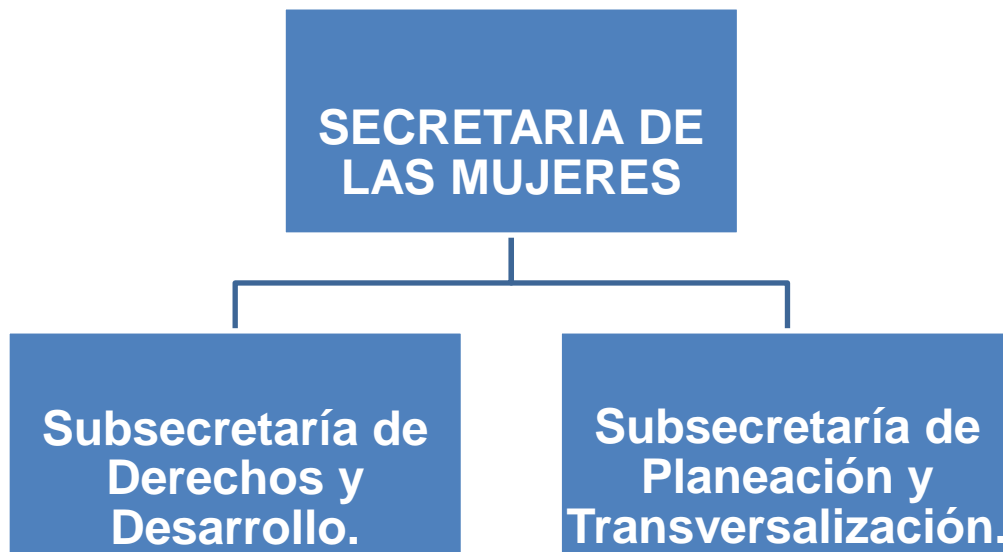 SECRETARIA DE
LAS MUJERES
Subsecretaría de
Derechos y
Desarrollo.
Subsecretaría de
Planeación y
Transversalización.